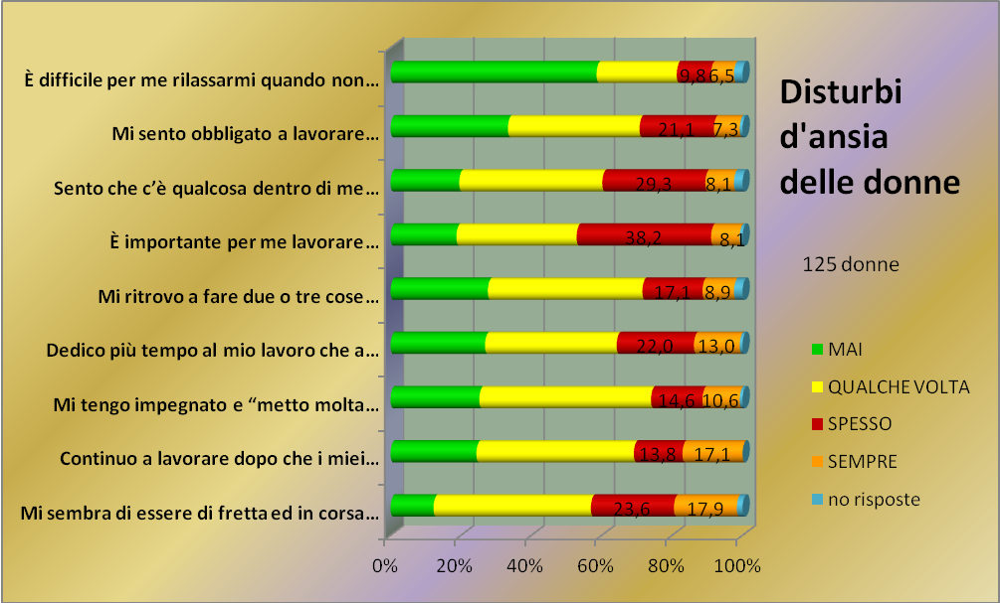 È difficile per me rilassarmi quando non...
9,8 6,5
Mi sento obbligato a lavorare...
21,1 7,3
Sento che c’è qualcosa dentro di me...
29,3 8,1
È importante per me lavorare...
38,2 8,1
Mi ritrovo a fare due o tre cose...
17,1 8,9
Dedico più tempo al mio lavoro che a...
22,0 13,0
Mi tengo impegnato e “metto molta...
14,6 10,6
Continuo a lavorare dopo che i miei...
13,8 17,1
Mi sembra di essere di fretta ed in corsa...
23,6 17,9
0% 20% 40% 60% 80% 100%
Disturbi
d'ansia
delle donne
125 donne
MAI
QUALCHE VOLTA
SPESSO
SEMPRE
no risposte